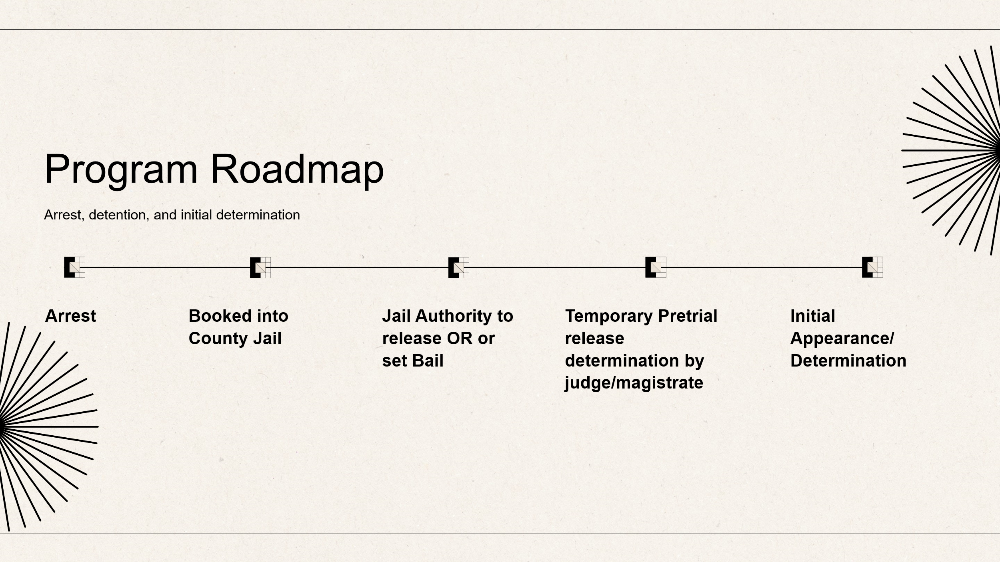 Program Roadmap
Arrest, detention, and initial determination
Arrest
Booked into
County Jail
Jail Authority to
release OR or
set Bail
Temporary Pretrial
release
determination by
judge/magistrate
Initial
Appearance/
Determination